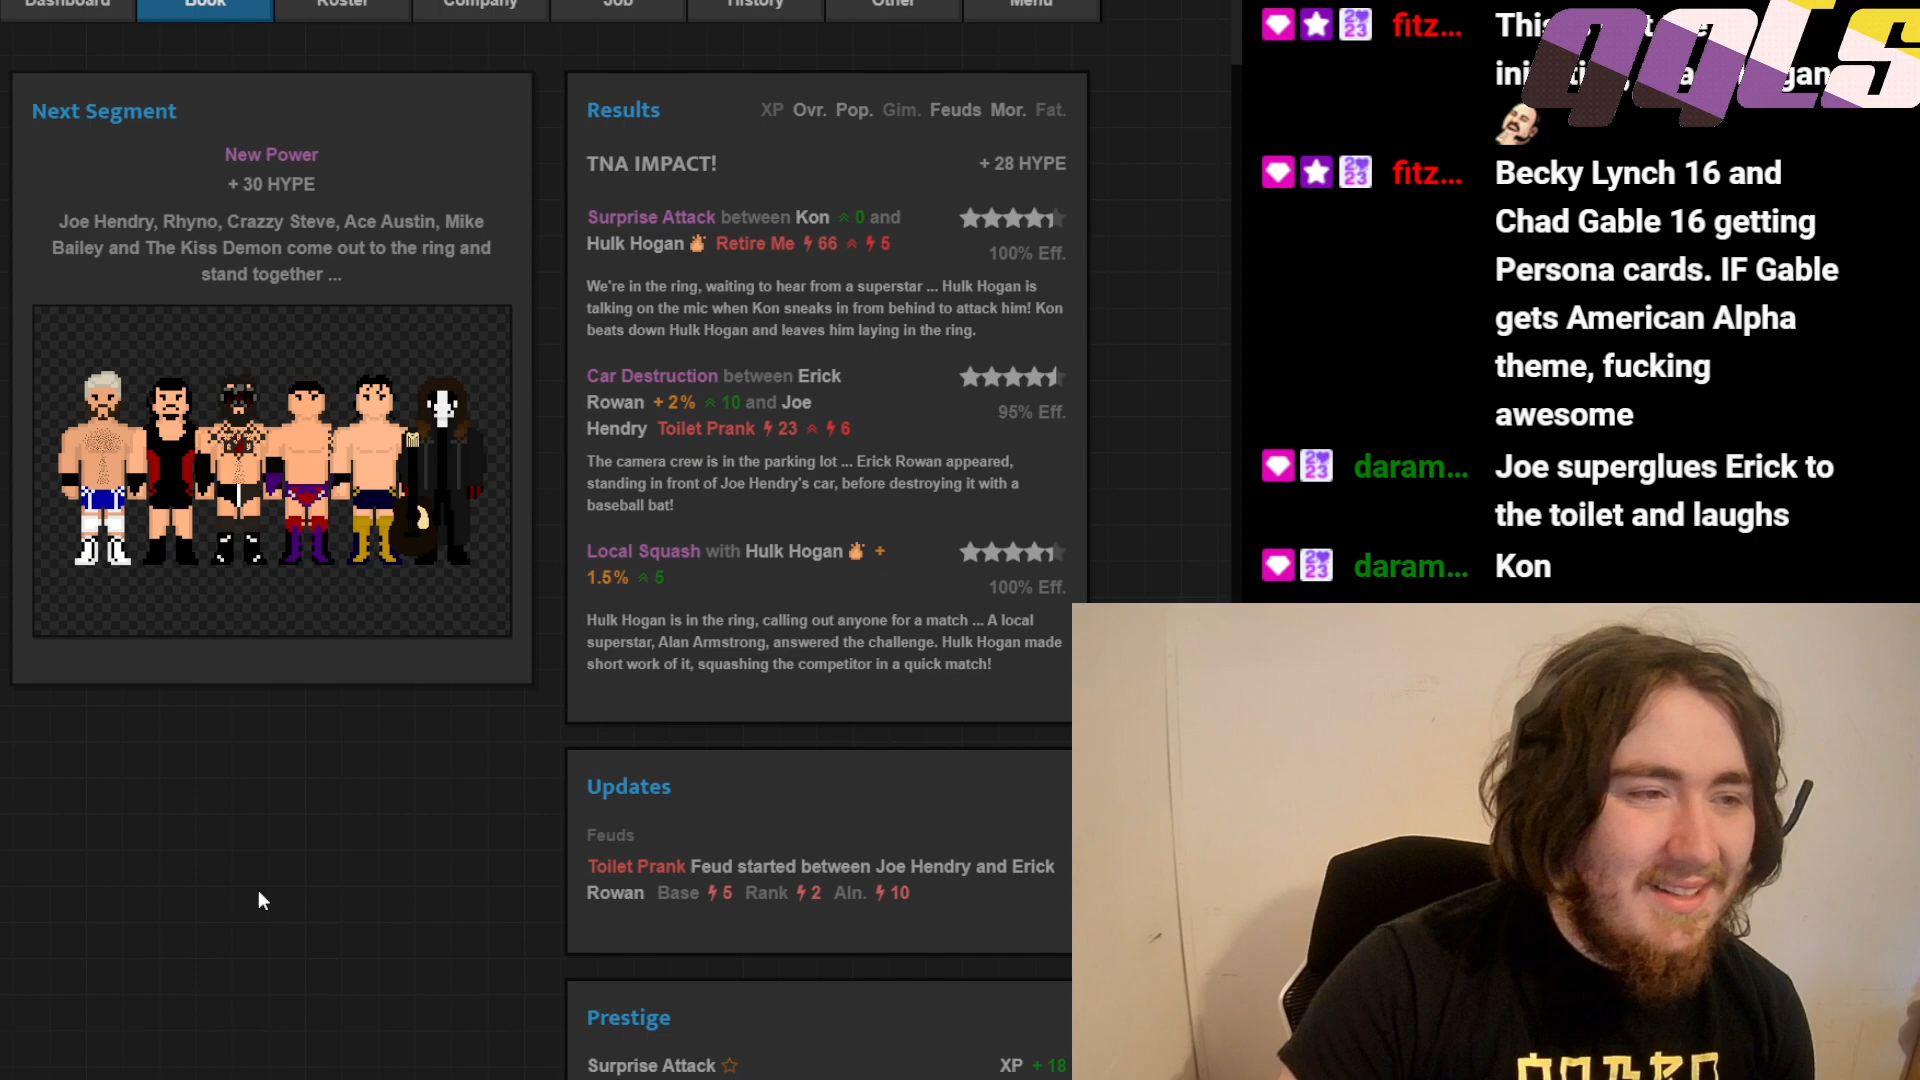 Dashboard Book Roster Company Job History Other Menu
Next Segment
New Power
+ 30 HYPE
Joe Hendry, Rhyno, Crazzy Steve, Ace Austin, Mike
Bailey and The Kiss Demon come out to the ring and
stand together ...
Results XP Ovr. Pop. Gim. Feuds Mor. Fat.
TNA IMPACT! + 28 HYPE
Surprise Attack between Kon 0 and
Hulk Hogan Retire Me 66 5
100% Eff.
We're in the ring, waiting to hear from a superstar ... Hulk Hogan is
talking on the mic when Kon sneaks in from behind to attack him! Kon
beats down Hulk Hogan and leaves him laying in the ring.
Car Destruction between Erick
Rowan + 2% 10 and Joe
95% Eff.
Hendry Toilet Prank 23 6
The camera crew is in the parking lot ... Erick Rowan appeared,
standing in front of Joe Hendry's car, before destroying it with a
baseball bat!
Local Squash with Hulk Hogan +
1.5% 5
100% Eff.
Hulk Hogan is in the ring, calling out anyone for a match ... A local
superstar, Alan Armstrong, answered the challenge. Hulk Hogan made
short work of it, squashing the competitor in a quick match!
Updates
Feuds
Toilet Prank Feud started between Joe Hendry and Erick
Rowan Base 5 Rank 2 Aln. 10
Prestige
Surprise Attack XP + 18
qqLS
fitz...
fitz... Becky Lynch 16 and
Chad Gable 16 getting
Persona cards. IF Gable
gets American Alpha
theme, fucking
awesome
daram... Joe superglues Erick to
the toilet and laughs
daram... Kon